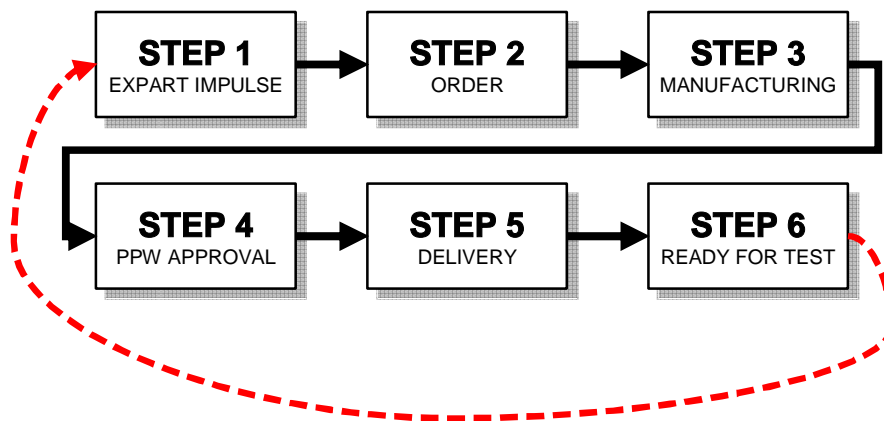 STEP 1
EXPART IMPULSE
STEP 2
ORDER
STEP 3
MANUFACTURING
STEP 4
PPW APPROVAL
STEP 5
DELIVERY
STEP 6
READY FOR TEST